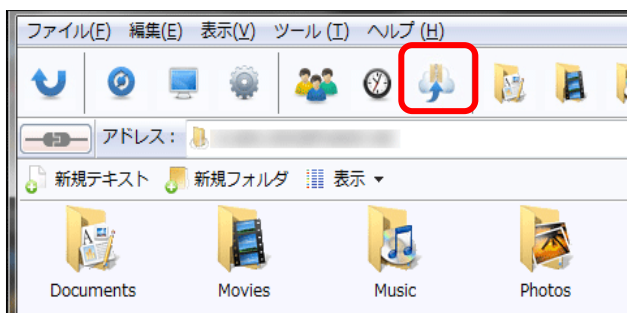 ファイル(F) 編集(E) 表示(V) ツール (T) ヘルプ (H)
アドレス：
新規テキスト 新規フォルダ 表示 ▼
Documents Movies Music Photos